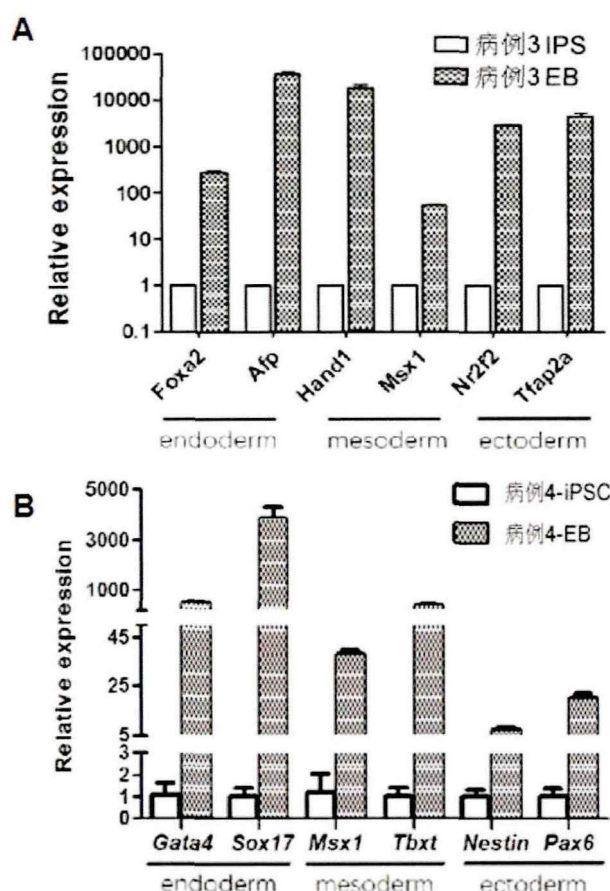 A
100000
10000
1000
100
10
1
0.1
Relative expression
病例3 IPS
病例3 EB
Foxa2
Afp
Hand1
Msx1
Nr2f2
Tfap2a
endoderm
mesoderm
ectoderm
B
5000
3000
1000
45
25
5
3
2
1
0
Relative expression
病例4-iPSC
病例4-EB
Gata4 Sox17 Msx1 Tbxt Nestin Pax6
endoderm mesoderm ectoderm